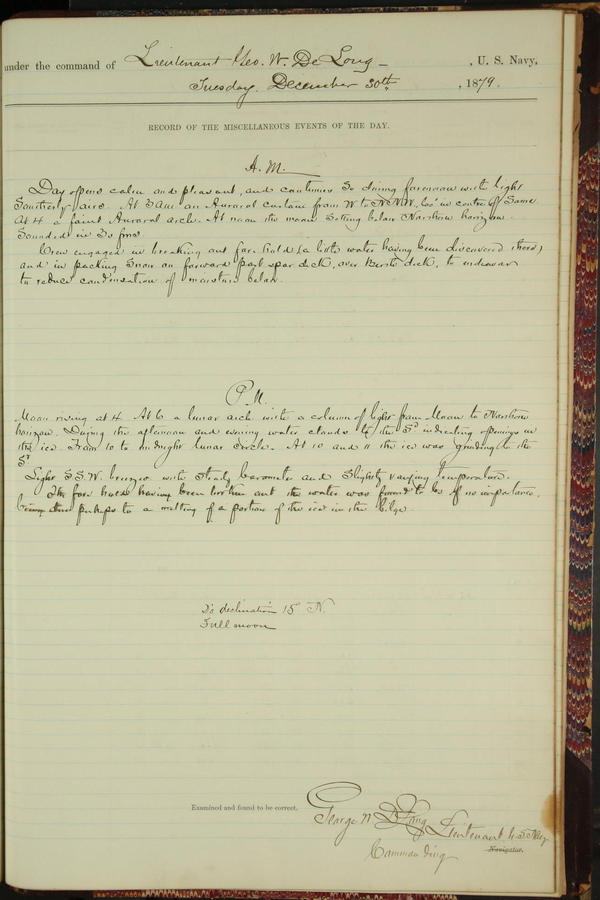 under the command of Lieutenant Geo. W. De Long , U. S. Navy,
Tuesday, December 30th , 1879.
RECORD OF THE MISCELLANEOUS EVENTS OF THE DAY.
A. M.
Day opens calm and pleasant, and continues so during forenoon with light
Southerly airs. At 3 AM an Auroral curtain from W to NNW, in centre of same.
At 4 a faint Auroral arch. At noon the moon setting below Northern horizon.
Sounded in 30 fms.
Crew engaged in breaking out fore hold (a little water having been discovered there)
and in packing snow on forward part spar deck, over berth deck, to endeavor
to reduce condensation of moisture below.
P. M.
Moon rising at 4 At 6 a lunar arch with a column of light from Moon to Northern
horizon. During the afternoon and evening water clouds to the Sd indicating openings in
the ice. From 10 to midnight lunar circle. At 10 and 11 the ice was grinding to the
Sd
Light S S.W. breeze with steady barometer and slightly varying temperature.
The fore hold having been broken out the water was found to be of no importance,
being due perhaps to a melting of a portion of the ice in the bilge.
declination 15 N.
Full moon
Examined and found to be correct.
George W De Long Lieutenant U.S. Navy
Commanding
Navigator.